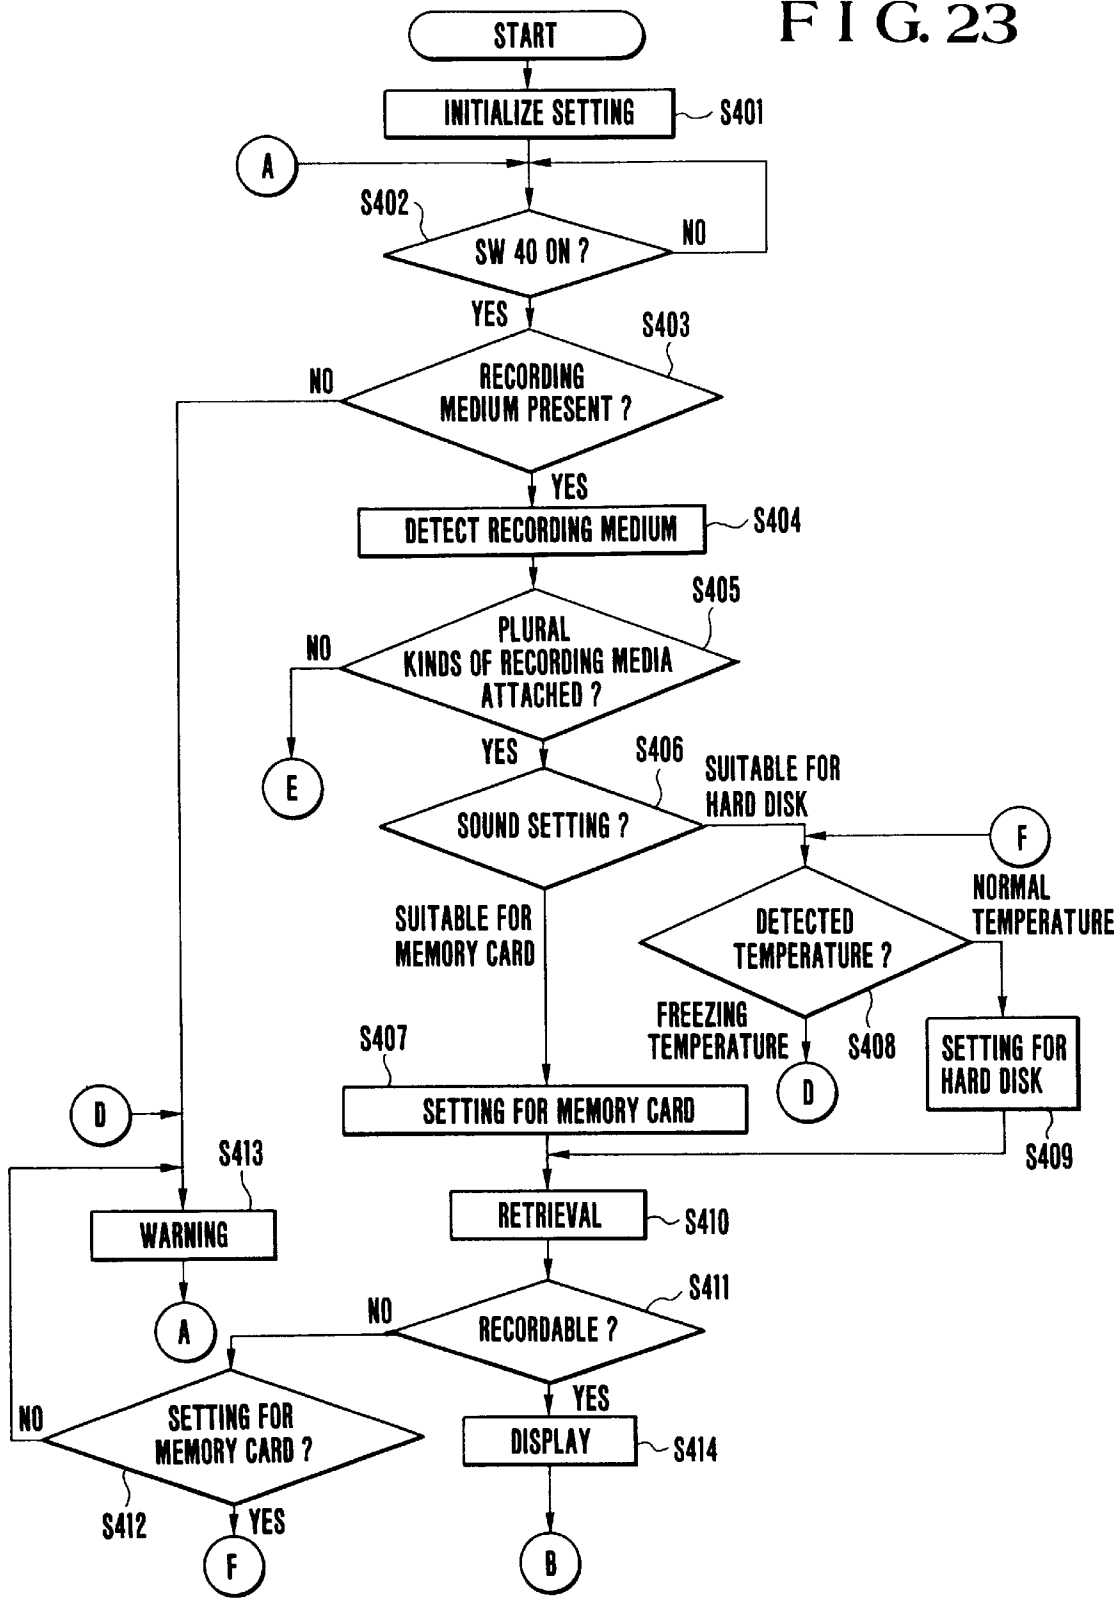 FIG. 23
START
INITIALIZE SETTING
S401
A
S402
SW 40 ON ?
NO
YES
S403
NO
RECORDING
MEDIUM PRESENT ?
YES
DETECT RECORDING MEDIUM
S404
S405
NO
PLURAL
KINDS OF RECORDING MEDIA
ATTACHED ?
YES
E
S406
SUITABLE FOR
HARD DISK
SOUND SETTING ?
F
NORMAL
TEMPERATURE
SUITABLE FOR
MEMORY CARD
DETECTED
TEMPERATURE ?
FREEZING
TEMPERATURE
S408
D
SETTING FOR
HARD DISK
S409
S407
SETTING FOR MEMORY CARD
D
S413
WARNING
A
RETRIEVAL
S410
S411
NO
RECORDABLE ?
YES
NO
SETTING FOR
MEMORY CARD ?
S412
YES
F
DISPLAY
S414
B